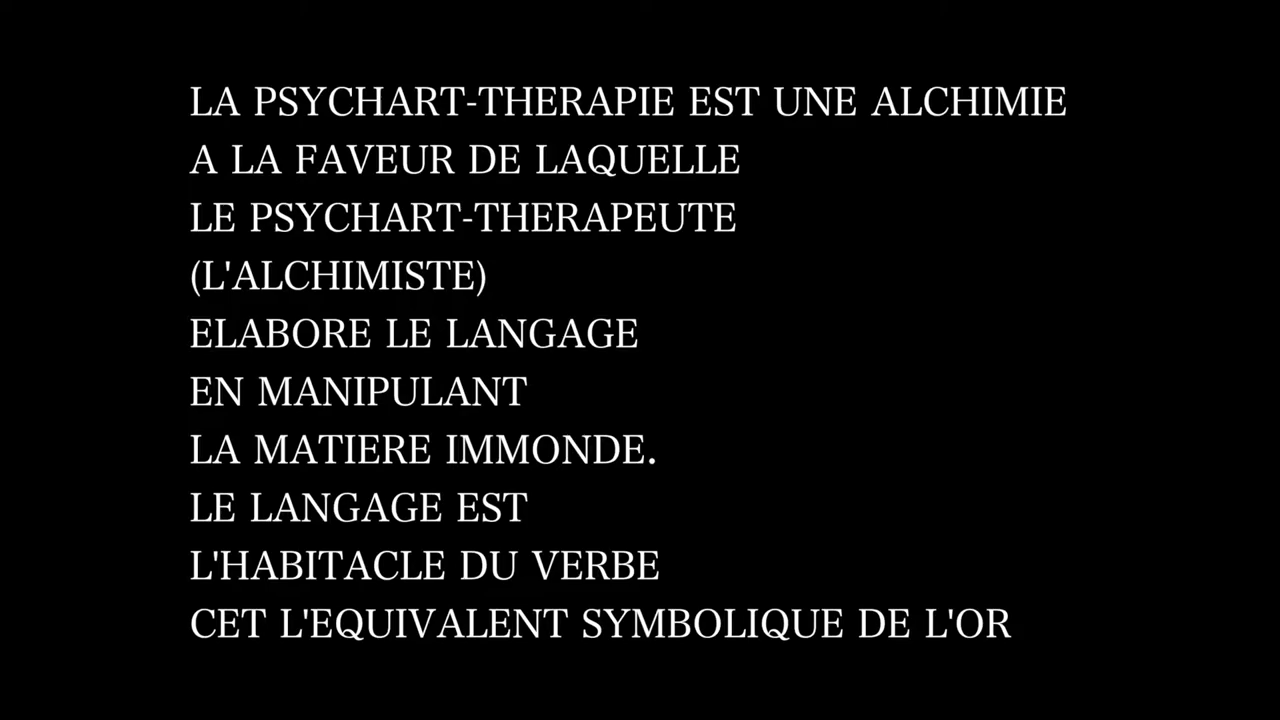 LA PSYCHART-THERAPIE EST UNE ALCHIMIE
A LA FAVEUR DE LAQUELLE
LE PSYCHART-THERAPEUTE
(L'ALCHIMISTE)
ELABORE LE LANGAGE
EN MANIPULANT
LA MATIERE IMMONDE.
LE LANGAGE EST
L'HABITACLE DU VERBE
CET L'EQUIVALENT SYMBOLIQUE DE L'OR